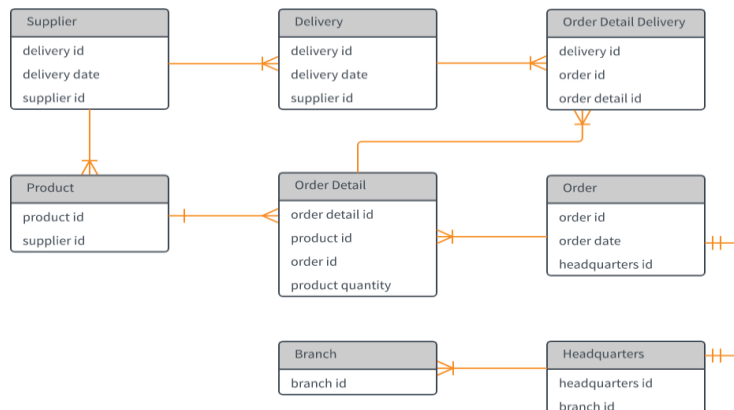 Supplier
delivery id
delivery date
supplier id
Delivery
delivery id
delivery date
supplier id
Order Detail Delivery
delivery id
order id
order detail id
Product
product id
supplier id
Order Detail
order detail id
product id
order id
product quantity
Order
order id
order date
headquarters id
Branch
branch id
Headquarters
headquarters id
branch id